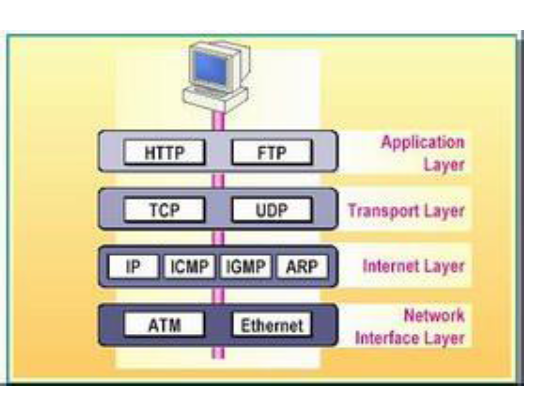 HTTP FTP Application
Layer
TCP UDP Transport Layer
IP ICMP IGMP ARP Internet Layer
ATM Ethernet Network
Interface Layer